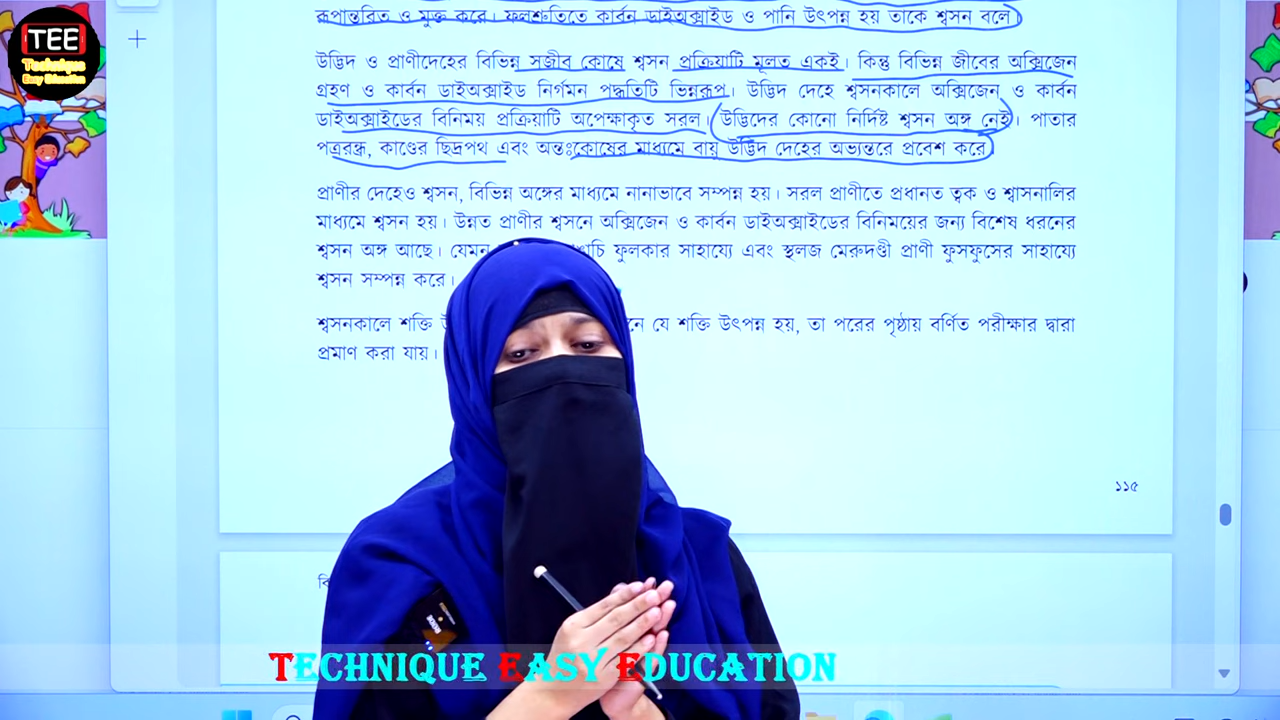 TEE
Technique
Easy Education
রূপান্তরিত ও মুক্ত করে। ফলশ্রুতিতে কার্বন ডাইঅক্সাইড ও পানি উৎপন্ন হয় তাকে শ্বসন বলে
উদ্ভিদ ও প্রাণীদেহের বিভিন্ন সজীব কোষে শ্বসন প্রক্রিয়াটি মূলত একই। কিন্তু বিভিন্ন জীবের অক্সিজেন
গ্রহণ ও কার্বন ডাইঅক্সাইড নির্গমন পদ্ধতিটি ভিন্নরূপ। উদ্ভিদ দেহে শ্বসনকালে অক্সিজেন ও কার্বন
ডাইঅক্সাইডের বিনিময় প্রক্রিয়াটি অপেক্ষাকৃত সরল। উদ্ভিদের কোনো নির্দিষ্ট শ্বসন অঙ্গ নেই। পাতার
পত্ররন্ধ্র, কাণ্ডের ছিদ্রপথ এবং অন্তঃকোষের মাধ্যমে বায়ু উদ্ভিদ দেহের অভ্যন্তরে প্রবেশ করে
প্রাণীর দেহেও শ্বসন, বিভিন্ন অঙ্গের মাধ্যমে নানাভাবে সম্পন্ন হয়। সরল প্রাণীতে প্রধানত ত্বক ও শ্বাসনালির
মাধ্যমে শ্বসন হয়। উন্নত প্রাণীর শ্বসনে অক্সিজেন ও কার্বন ডাইঅক্সাইডের বিনিময়ের জন্য বিশেষ ধরনের
শ্বসন অঙ্গ আছে। যেমন ফুলকার সাহায্যে এবং স্থলজ মেরুদণ্ডী প্রাণী ফুসফুসের সাহায্যে
শ্বসন সম্পন্ন করে।
শ্বসনকালে শক্তি যে শক্তি উৎপন্ন হয়, তা পরের পৃষ্ঠায় বর্ণিত পরীক্ষার দ্বারা
প্রমাণ করা যায়।
১১৫
TECHNIQUE EASY EDUCATION